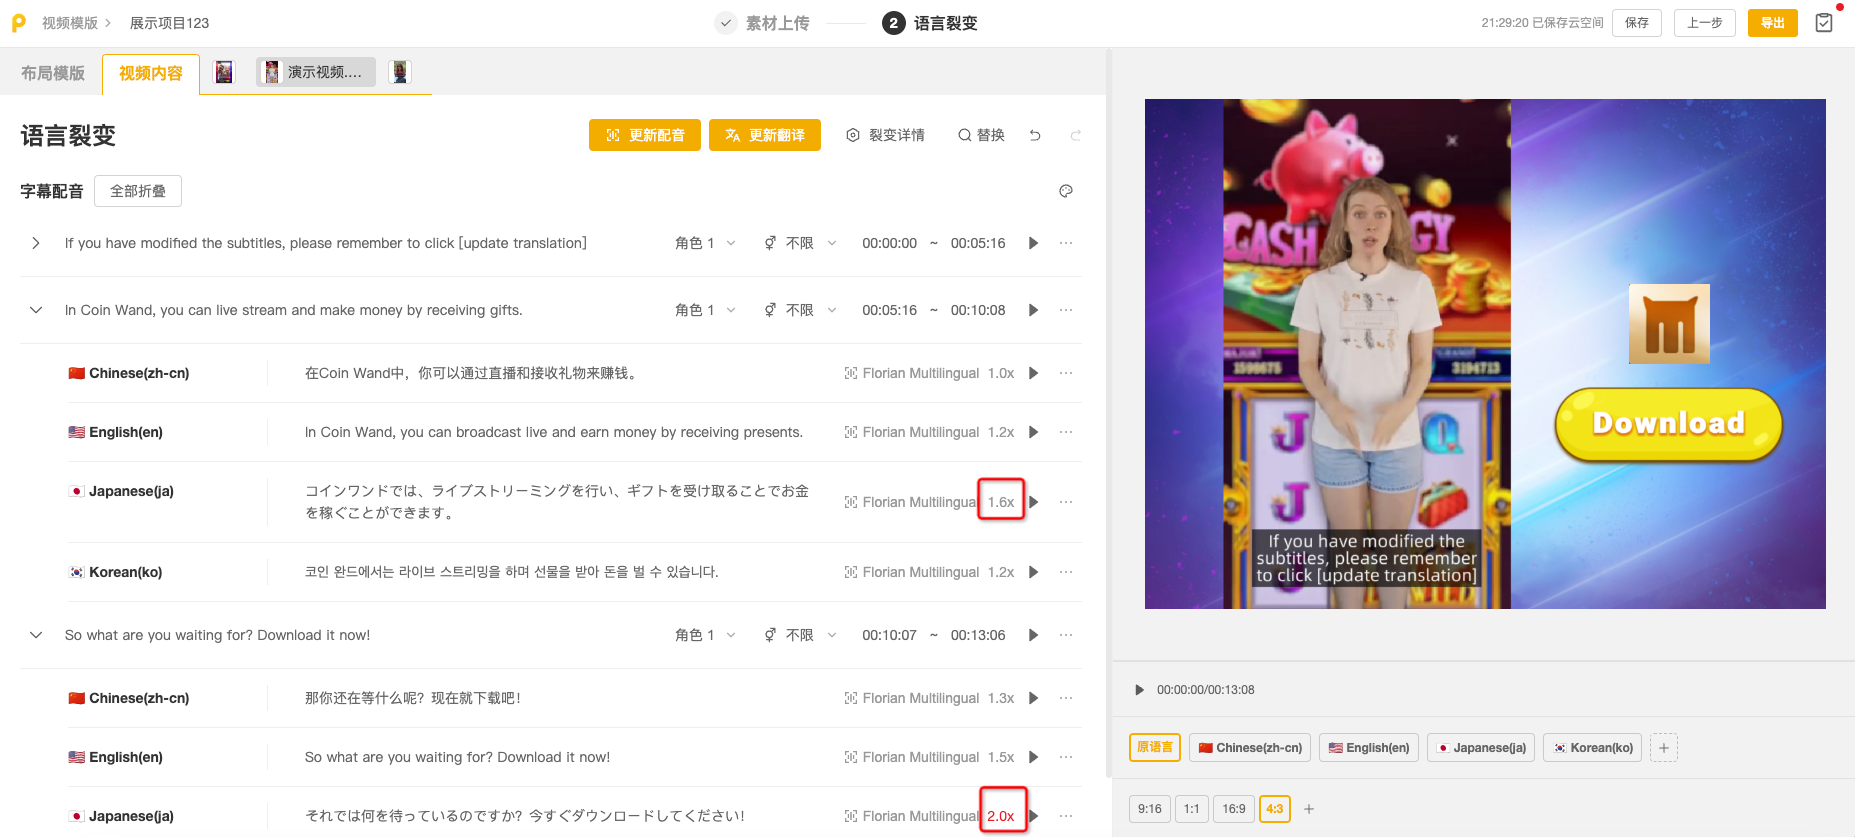 视频模版
展示项目123
素材上传
2 语言裂变
21:29:20 已保存云空间
保存
上一步
导出
布局模版
视频内容
演示视频....
语言裂变
更新配音
更新翻译
裂变详情
替换
字幕配音
全部折叠
If you have modified the subtitles, please remember to click [update translation]
角色 1
不限
00:00:00 ~ 00:05:16
In Coin Wand, you can live stream and make money by receiving gifts.
角色 1
不限
00:05:16 ~ 00:10:08
Chinese(zh-cn)
在Coin Wand中，你可以通过直播和接收礼物来赚钱。
Florian Multilingual 1.0x
English(en)
In Coin Wand, you can broadcast live and earn money by receiving presents.
Florian Multilingual 1.2x
Japanese(ja)
コインワンドでは、ライブストリーミングを行い、ギフトを受け取ることでお金
を稼ぐことができます。
Florian Multilingual 1.6x
Korean(ko)
코인 완드에서는 라이브 스트리밍을 하며 선물을 받아 돈을 벌 수 있습니다.
Florian Multilingual 1.2x
So what are you waiting for? Download it now!
角色 1
不限
00:10:07 ~ 00:13:06
Chinese(zh-cn)
那你还在等什么呢？现在就下载吧！
Florian Multilingual 1.3x
English(en)
So what are you waiting for? Download it now!
Florian Multilingual 1.5x
Japanese(ja)
それでは何を待っているのですか？今すぐダウンロードしてください！
Florian Multilingual 2.0x
CASH
GY
1596675
3194713
J
Q
J
J
WILD
Download
If you have modified the
subtitles, please remember
to click [update translation]
00:00:00/00:13:08
原语言
Chinese(zh-cn)
English(en)
Japanese(ja)
Korean(ko)
9:16
1:1
16:9
4:3